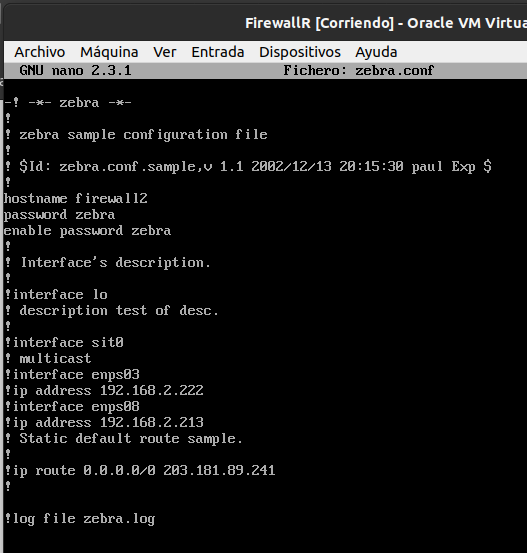 FirewallR [Corriendo] - Oracle VM Virtua
Archivo Máquina Ver Entrada Dispositivos Ayuda
GNU nano 2.3.1 Fichero: zebra.conf
-! -*- zebra -*-
!
! zebra sample configuration file
!
! $Id: zebra.conf.sample,v 1.1 2002/12/13 20:15:30 paul Exp $
!
hostname firewall2
password zebra
enable password zebra
!
! Interface's description.
!
!interface lo
! description test of desc.
!
!interface sit0
! multicast
!interface enps03
!ip address 192.168.2.222
!interface enps08
!ip address 192.168.2.213
! Static default route sample.
!
!ip route 0.0.0.0/0 203.181.89.241
!
!log file zebra.log